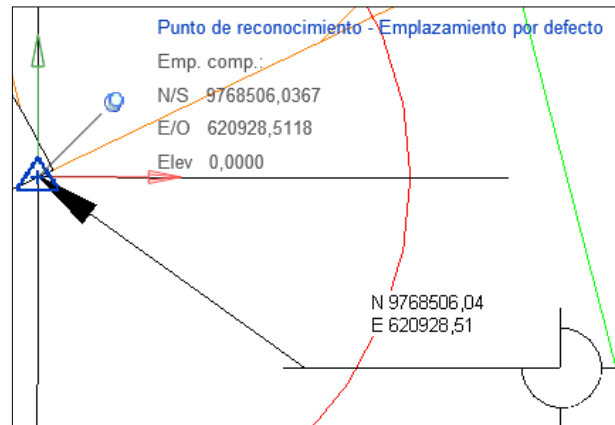 Punto de reconocimiento - Emplazamiento por defecto
Emp. comp.:
N/S 9768506,0367
E/O 620928,5118
Elev 0,0000
N 9768506,04
E 620928,51